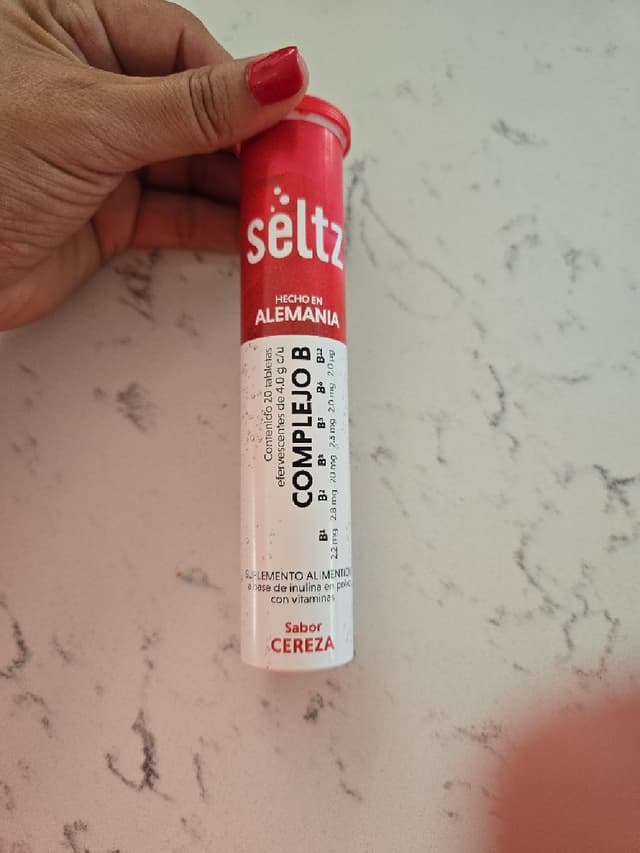 seltz
HECHO EN
ALEMANIA
Contenido 20 tabletas
efervescentes de 4.0 g c/u
COMPLEJO B
B1 B2 B3 B5 B6 B12
2.2 mg 2.8 mg 20 mg 2.5 mg 2.0 mg 2.0 µg
SUPLEMENTO ALIMENTICIO
a base de inulina en polvo
con vitaminas
Sabor
CEREZA